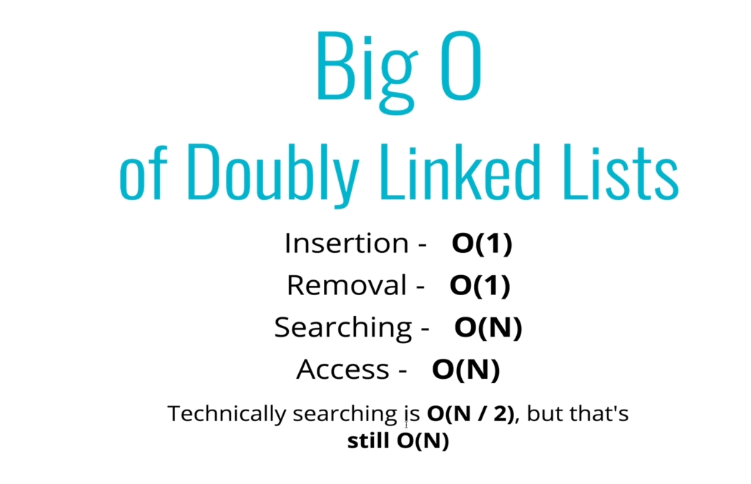 Big O
of Doubly Linked Lists
Insertion - O(1)
Removal - O(1)
Searching - O(N)
Access - O(N)
Technically searching is O(N / 2), but that's
still O(N)